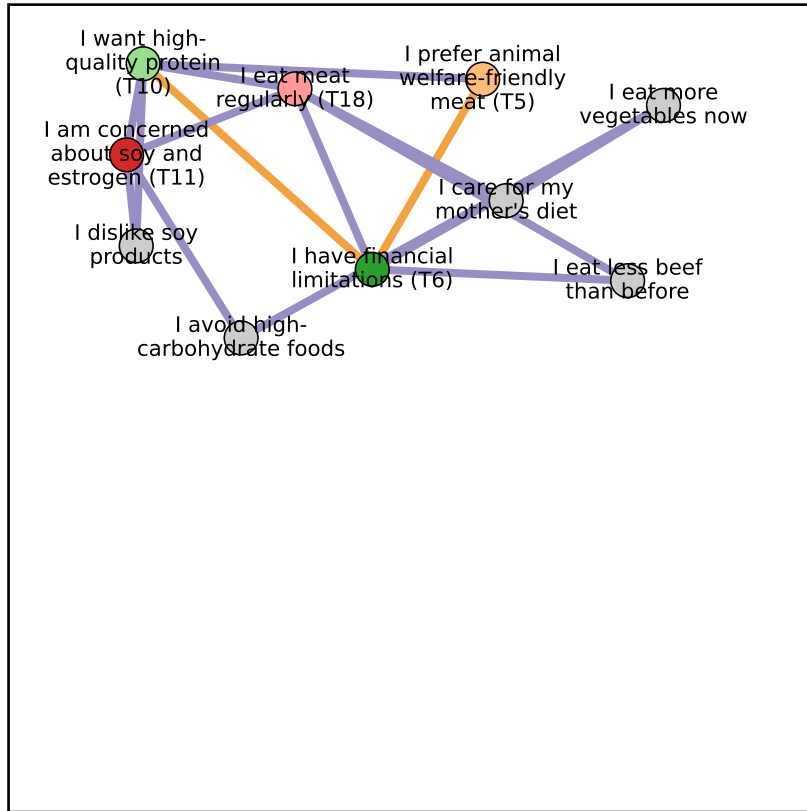 I want high-
quality protein
(T10)
I eat meat
regularly (T18)
I prefer animal
welfare-friendly
meat (T5)
I eat more
vegetables now
I am concerned
about soy and
estrogen (T11)
I care for my
mother's diet
I dislike soy
products
I have financial
limitations (T6)
I eat less beef
than before
I avoid high-
carbohydrate foods